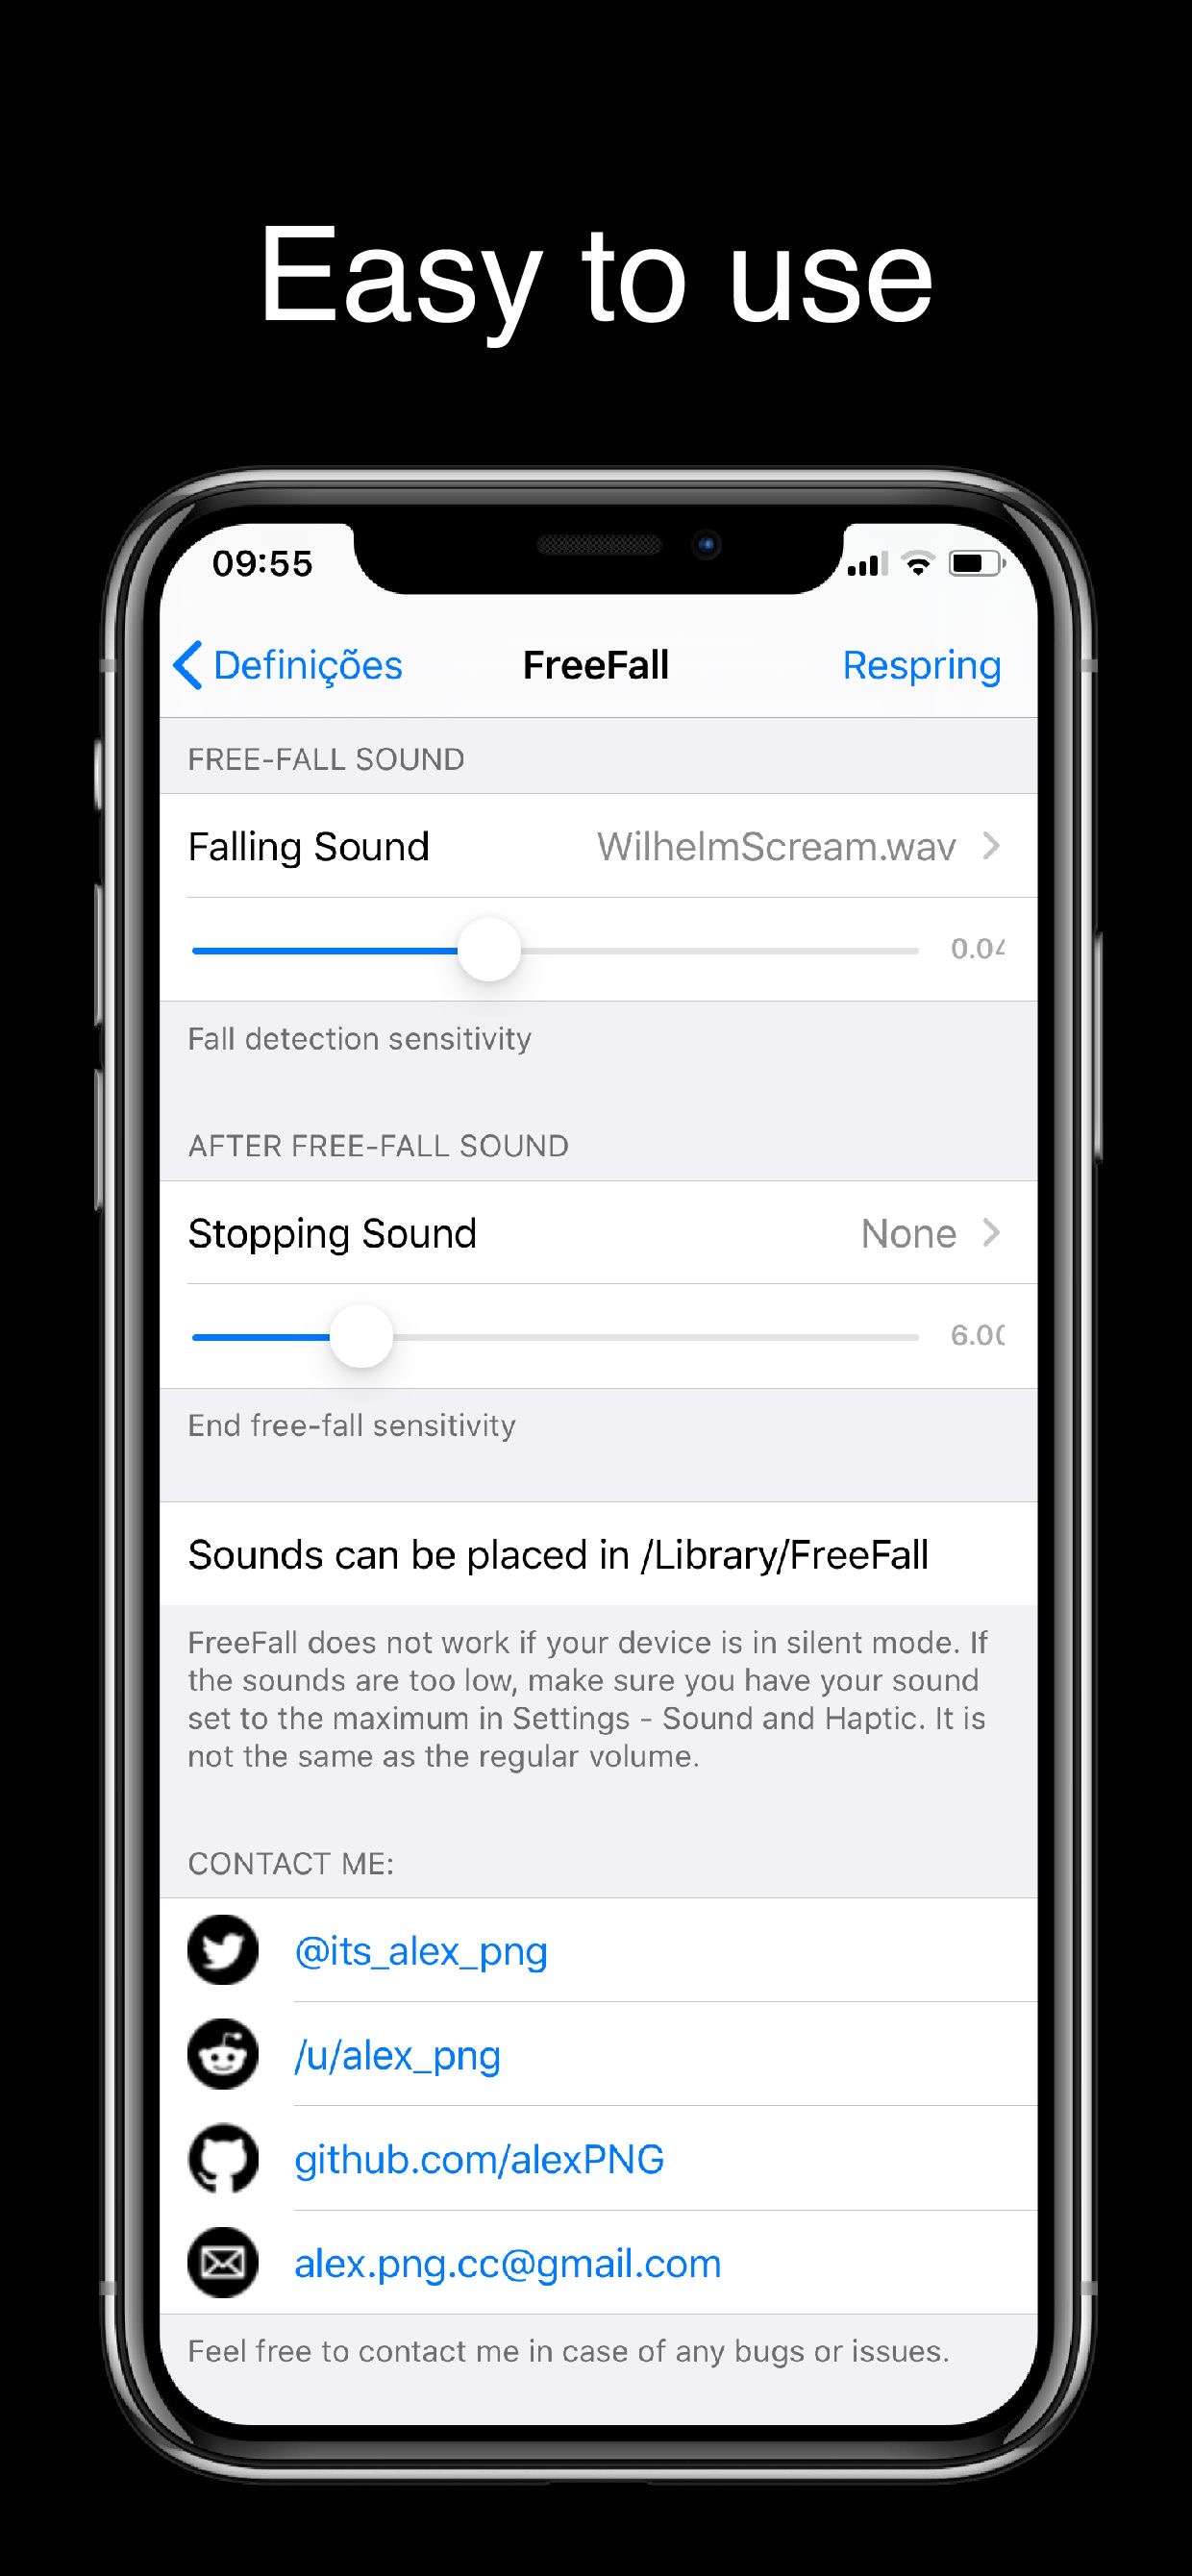 Easy to use
09:55
Definições
FreeFall
Respring
FREE-FALL SOUND
Falling Sound
WilhelmScream.wav
0.04
Fall detection sensitivity
AFTER FREE-FALL SOUND
Stopping Sound
None
6.00
End free-fall sensitivity
Sounds can be placed in /Library/FreeFall
FreeFall does not work if your device is in silent mode. If
the sounds are too low, make sure you have your sound
set to the maximum in Settings - Sound and Haptic. It is
not the same as the regular volume.
CONTACT ME:
@its_alex_png
/u/alex_png
github.com/alexPNG
alex.png.cc@gmail.com
Feel free to contact me in case of any bugs or issues.